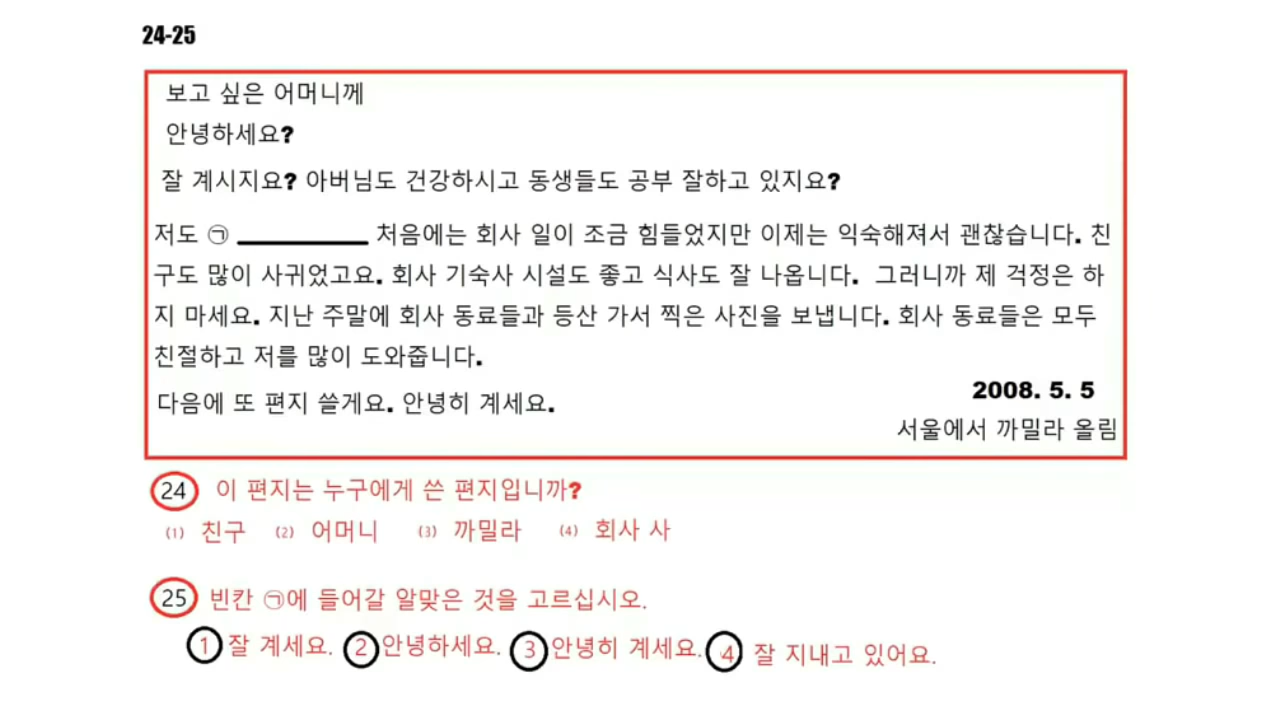 24-25
보고 싶은 어머니께
안녕하세요?
잘 계시지요? 아버님도 건강하시고 동생들도 공부 잘하고 있지요?
저도 ㉠ __________ 처음에는 회사 일이 조금 힘들었지만 이제는 익숙해져서 괜찮습니다. 친
구도 많이 사귀었고요. 회사 기숙사 시설도 좋고 식사도 잘 나옵니다. 그러니까 제 걱정은 하
지 마세요. 지난 주말에 회사 동료들과 등산 가서 찍은 사진을 보냅니다. 회사 동료들은 모두
친절하고 저를 많이 도와줍니다.
다음에 또 편지 쓸게요. 안녕히 계세요.
2008. 5. 5
서울에서 까밀라 올림
24 이 편지는 누구에게 쓴 편지입니까?
(1) 친구 (2) 어머니 (3) 까밀라 (4) 회사 사
25 빈칸 ㉠에 들어갈 알맞은 것을 고르십시오.
1 잘 계세요. 2 안녕하세요. 3 안녕히 계세요. 4 잘 지내고 있어요.